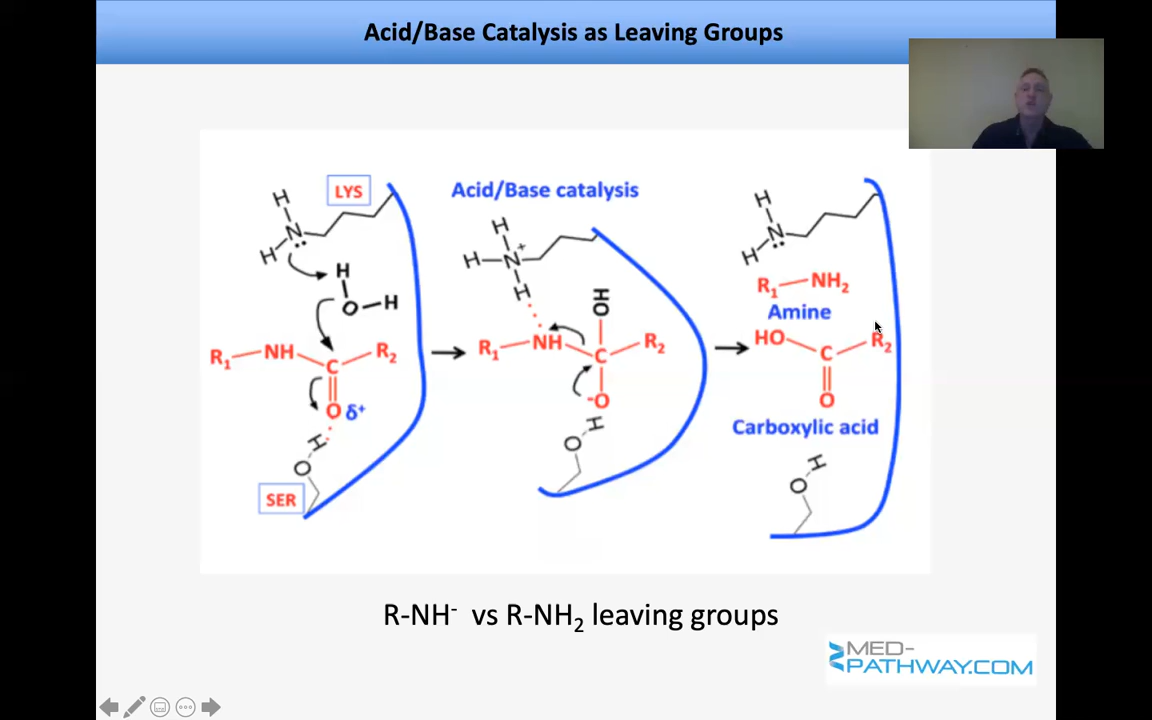 Acid/Base Catalysis as Leaving Groups
LYS
Acid/Base catalysis
H
N
H
H
O
H
R1
NH
C
R2
O δ+
H
O
SER
H
H
N
+
H
HO
R1
NH
C
R2
-O
H
O
H
N
H
R1
NH2
Amine
HO
C
R2
O
Carboxylic acid
H
O
R-NH- vs R-NH2 leaving groups
MED-
PATHWAY.COM